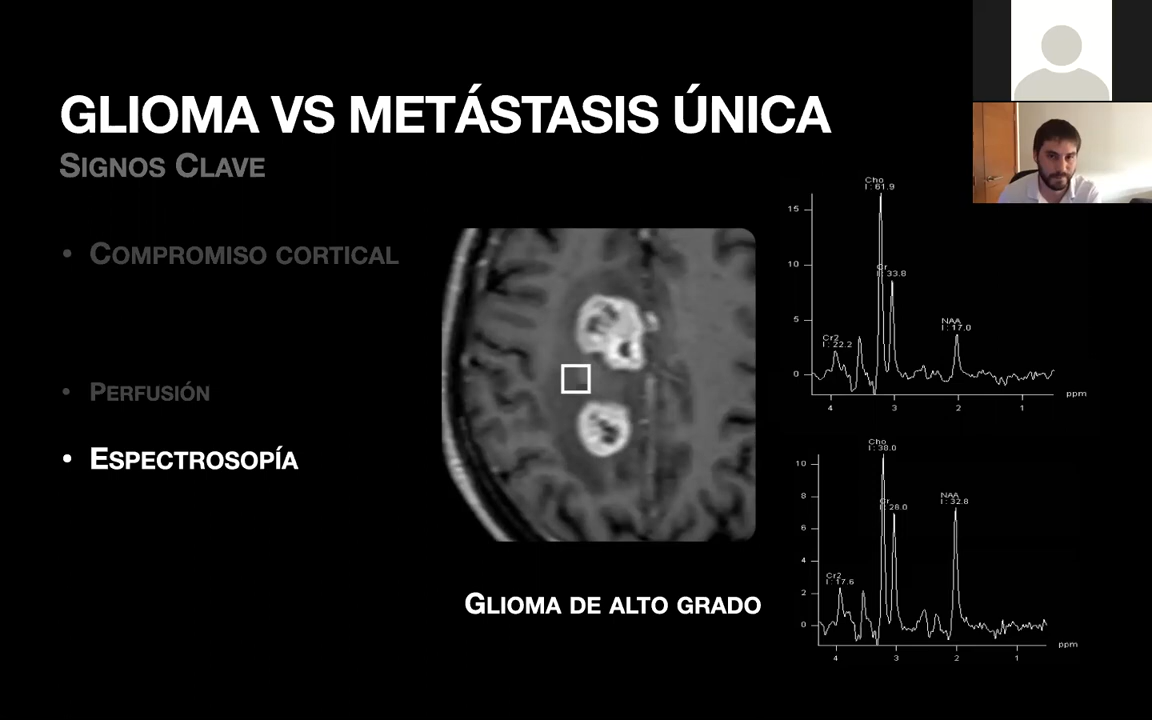 GLIOMA VS METÁSTASIS ÚNICA
SIGNOS CLAVE
• COMPROMISO CORTICAL
• PERFUSIÓN
• ESPECTROSOPÍA
GLIOMA DE ALTO GRADO
Cho
I : 61.9
15
Cr
I : 33.8
10
5
NAA
I : 17.0
Cr2
I : 22.2
0
4 3 2 1
ppm
Cho
I : 38.0
10
8
Cr
I : 28.0
NAA
I : 32.8
6
4
Cr2
I : 17.6
2
0
4 3 2 1
ppm